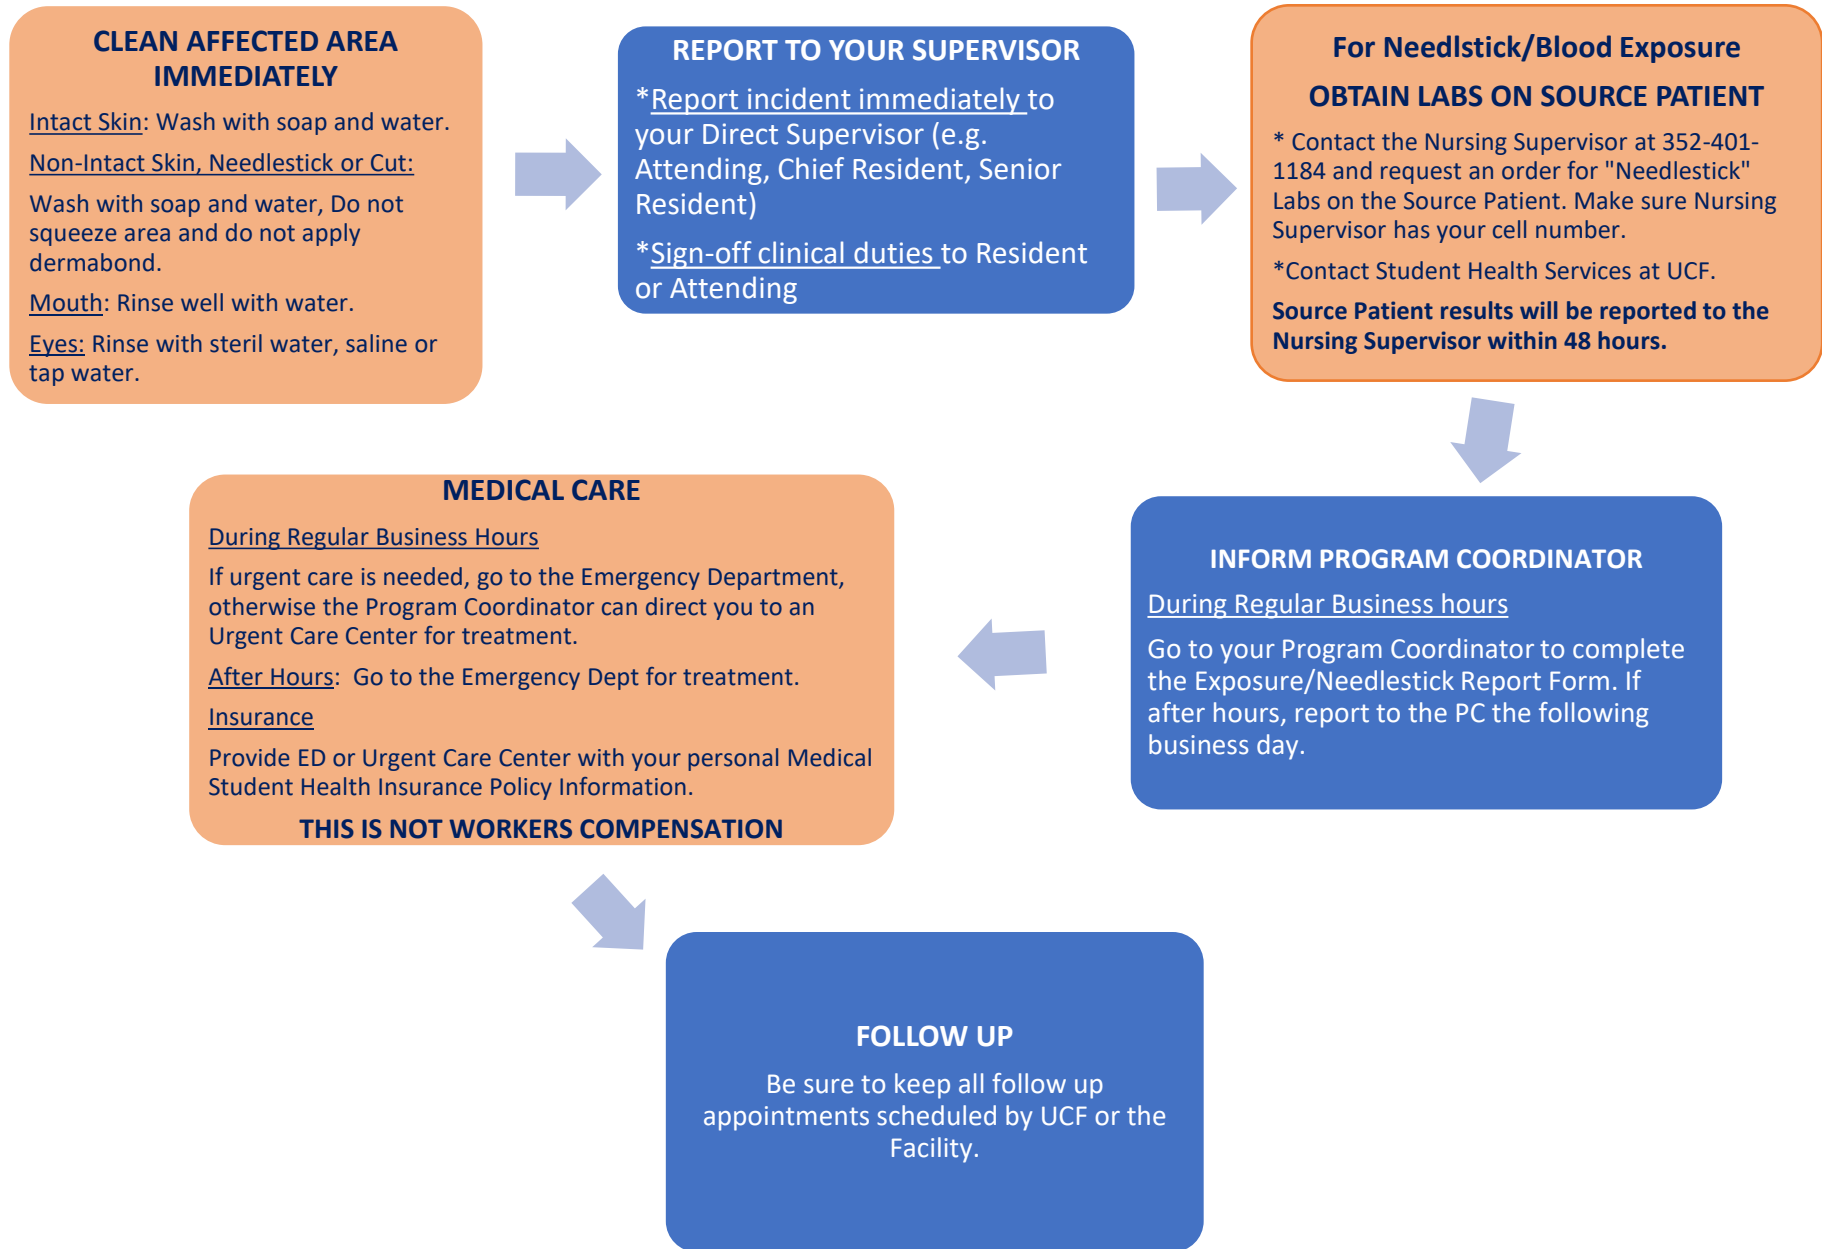 CLEAN AFFECTED AREA
IMMEDIATELY
Intact Skin: Wash with soap and water.
Non-Intact Skin, Needlestick or Cut:
Wash with soap and water, Do not
squeeze area and do not apply
dermabond.
Mouth: Rinse well with water.
Eyes: Rinse with steril water, saline or
tap water.
REPORT TO YOUR SUPERVISOR
*Report incident immediately to
your Direct Supervisor (e.g.
Attending, Chief Resident, Senior
Resident)
*Sign-off clinical duties to Resident
or Attending
For Needlstick/Blood Exposure
OBTAIN LABS ON SOURCE PATIENT
* Contact the Nursing Supervisor at 352-401-
1184 and request an order for "Needlestick"
Labs on the Source Patient. Make sure Nursing
Supervisor has your cell number.
*Contact Student Health Services at UCF.
Source Patient results will be reported to the
Nursing Supervisor within 48 hours.
INFORM PROGRAM COORDINATOR
During Regular Business hours
Go to your Program Coordinator to complete
the Exposure/Needlestick Report Form. If
after hours, report to the PC the following
business day.
MEDICAL CARE
During Regular Business Hours
If urgent care is needed, go to the Emergency Department,
otherwise the Program Coordinator can direct you to an
Urgent Care Center for treatment.
After Hours: Go to the Emergency Dept for treatment.
Insurance
Provide ED or Urgent Care Center with your personal Medical
Student Health Insurance Policy Information.
THIS IS NOT WORKERS COMPENSATION
FOLLOW UP
Be sure to keep all follow up
appointments scheduled by UCF or the
Facility.